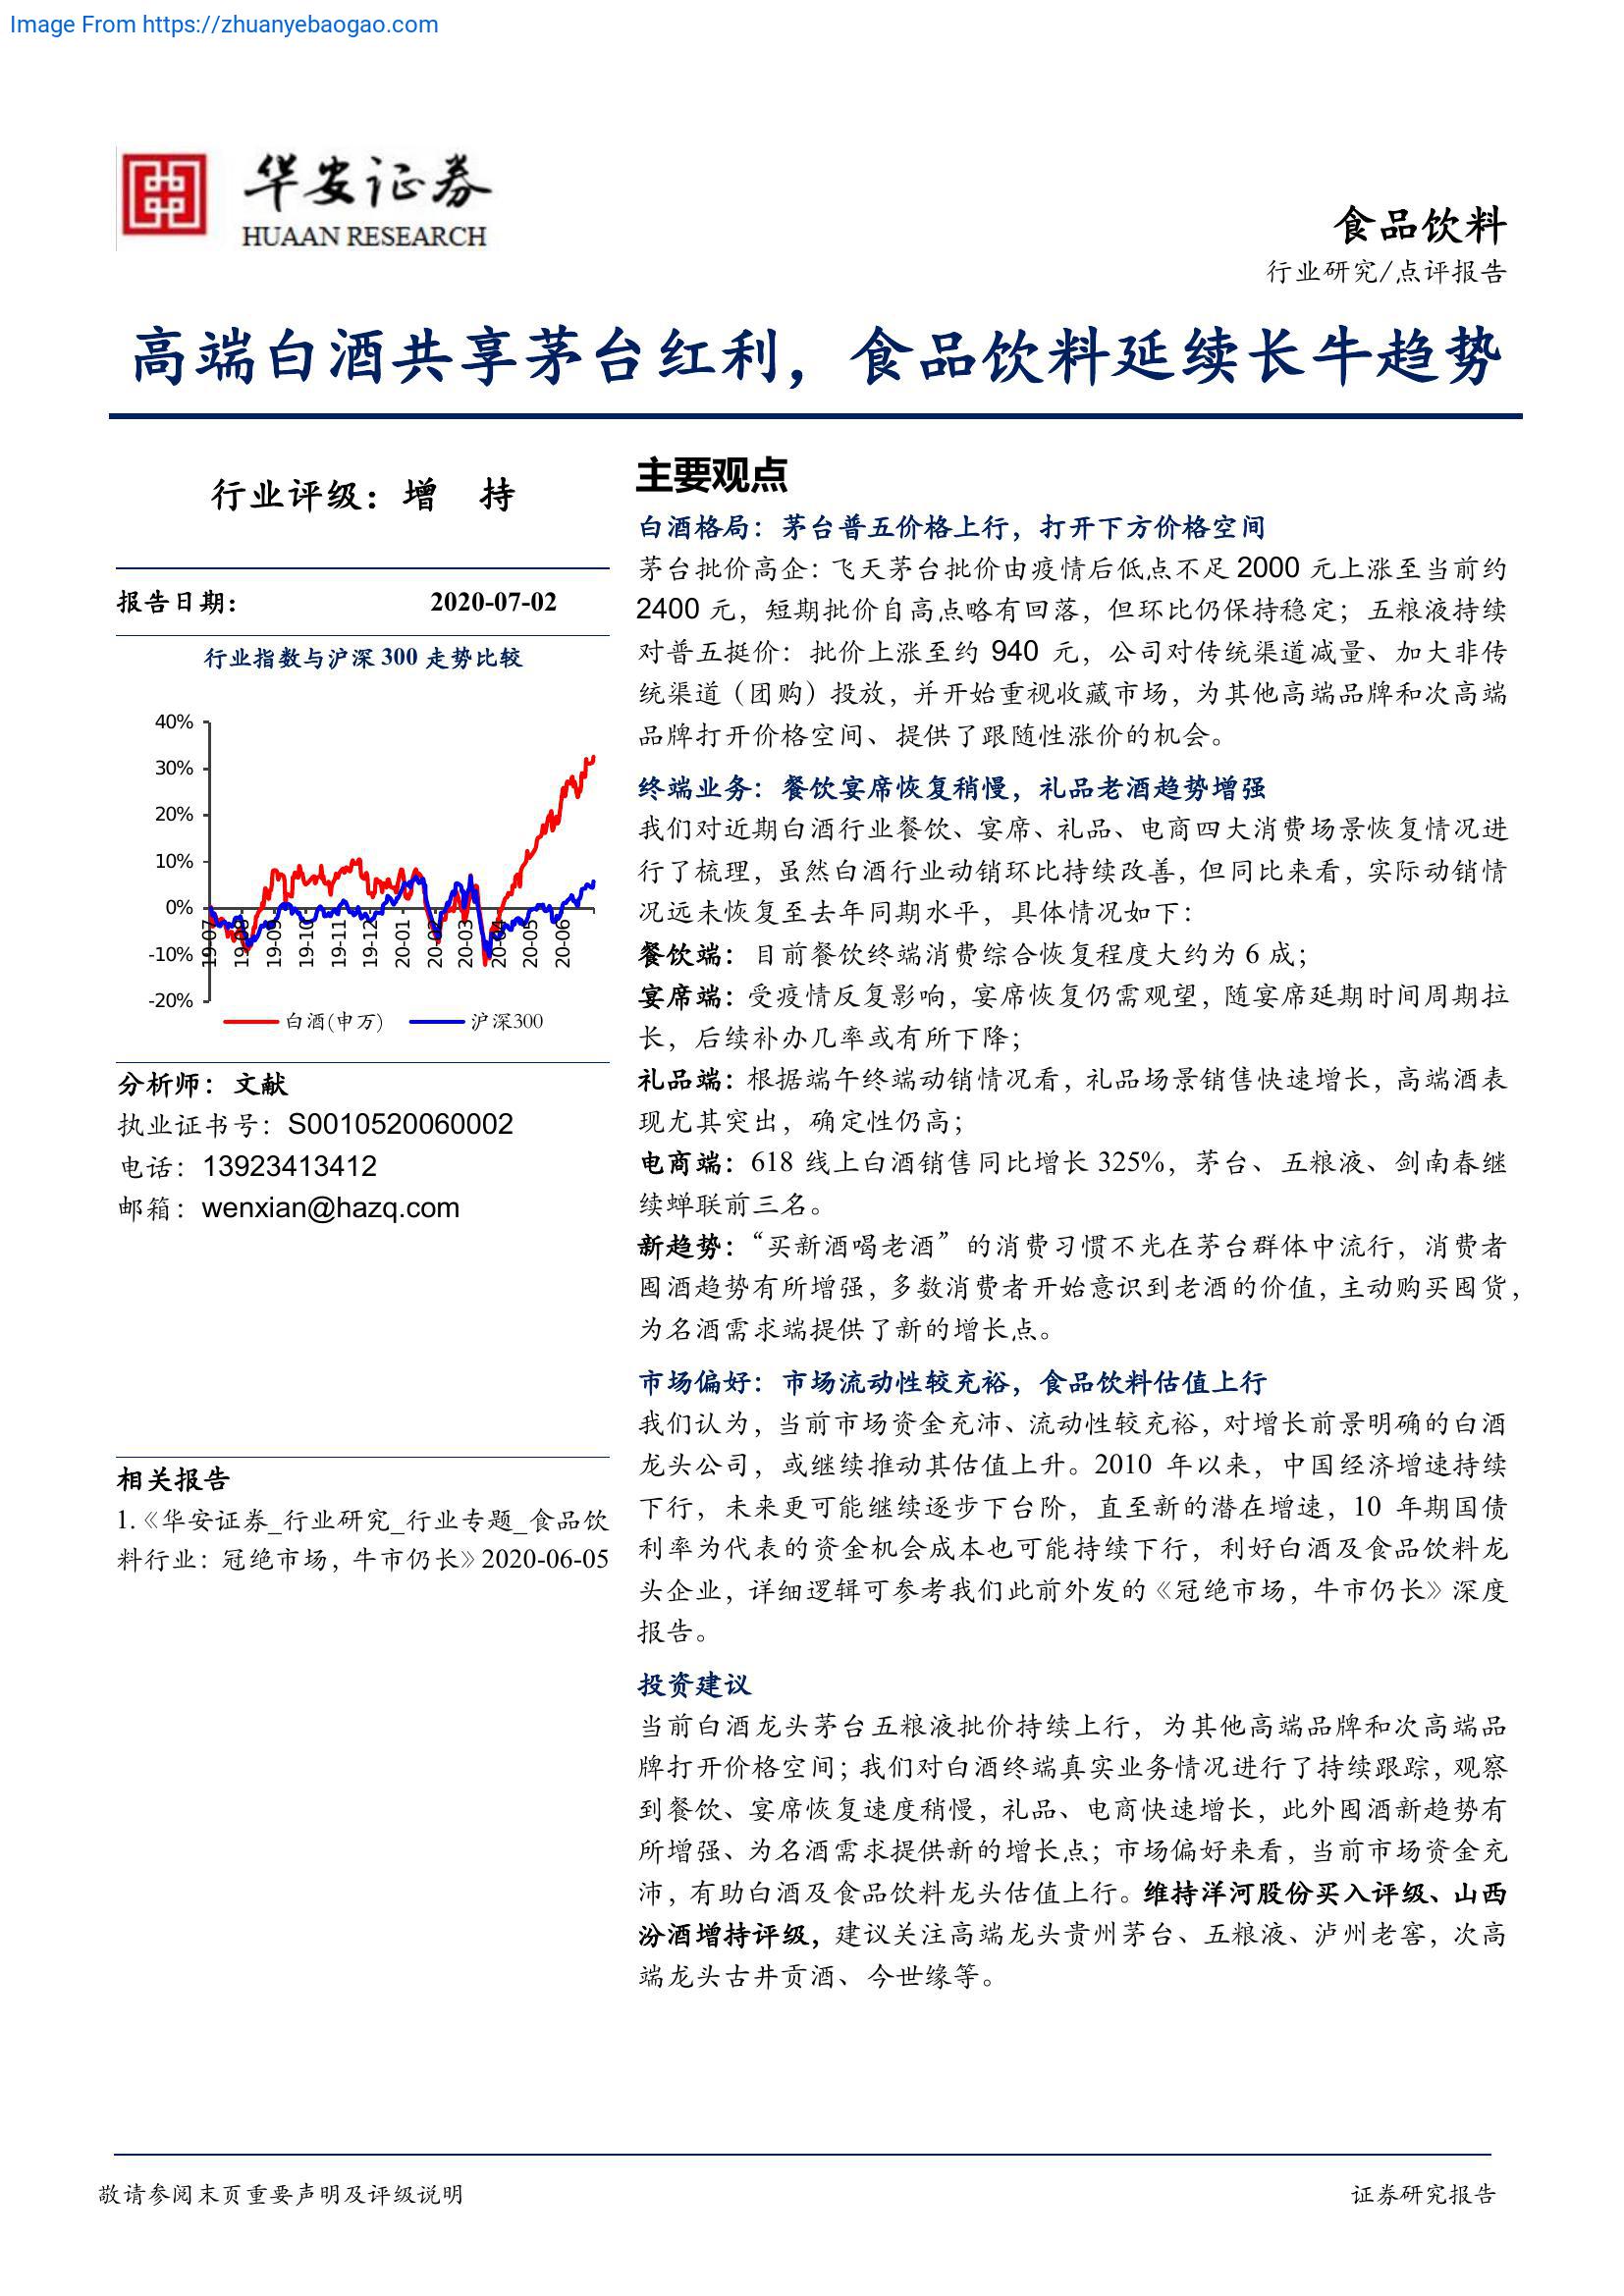 Image From https://zhuanyebaogao.com
华安证券
HUAAN RESEARCH
食品饮料
行业研究/点评报告
高端白酒共享茅台红利，食品饮料延续长牛趋势
行业评级：增 持
报告日期： 2020-07-02
行业指数与沪深 300 走势比较
40%
30%
20%
10%
0%
-10%
-20%
19-07
19-09
19-10
19-11
19-12
20-01
20-03
20-05
20-06
白酒(申万) 沪深300
分析师：文献
执业证书号：S0010520060002
电话：13923413412
邮箱：wenxian@hazq.com
相关报告
1.《华安证券_行业研究_行业专题_食品饮
料行业：冠绝市场，牛市仍长》2020-06-05
主要观点
白酒格局：茅台普五价格上行，打开下方价格空间
茅台批价高企：飞天茅台批价由疫情后低点不足 2000 元上涨至当前约
2400 元，短期批价自高点略有回落，但环比仍保持稳定；五粮液持续
对普五挺价：批价上涨至约 940 元，公司对传统渠道减量、加大非传
统渠道（团购）投放，并开始重视收藏市场，为其他高端品牌和次高端
品牌打开价格空间、提供了跟随性涨价的机会。
终端业务：餐饮宴席恢复稍慢，礼品老酒趋势增强
我们对近期白酒行业餐饮、宴席、礼品、电商四大消费场景恢复情况进
行了梳理，虽然白酒行业动销环比持续改善，但同比来看，实际动销情
况远未恢复至去年同期水平，具体情况如下：
餐饮端：目前餐饮终端消费综合恢复程度大约为 6 成；
宴席端：受疫情反复影响，宴席恢复仍需观望，随宴席延期时间周期拉
长，后续补办几率或有所下降；
礼品端：根据端午终端动销情况看，礼品场景销售快速增长，高端酒表
现尤其突出，确定性仍高；
电商端：618 线上白酒销售同比增长 325%，茅台、五粮液、剑南春继
续蝉联前三名。
新趋势：“买新酒喝老酒”的消费习惯不光在茅台群体中流行，消费者
囤酒趋势有所增强，多数消费者开始意识到老酒的价值，主动购买囤货，
为名酒需求端提供了新的增长点。
市场偏好：市场流动性较充裕，食品饮料估值上行
我们认为，当前市场资金充沛、流动性较充裕，对增长前景明确的白酒
龙头公司，或继续推动其估值上升。2010 年以来，中国经济增速持续
下行，未来更可能继续逐步下台阶，直至新的潜在增速，10 年期国债
利率为代表的资金机会成本也可能持续下行，利好白酒及食品饮料龙
头企业，详细逻辑可参考我们此前外发的《冠绝市场，牛市仍长》深度
报告。
投资建议
当前白酒龙头茅台五粮液批价持续上行，为其他高端品牌和次高端品
牌打开价格空间；我们对白酒终端真实业务情况进行了持续跟踪，观察
到餐饮、宴席恢复速度稍慢，礼品、电商快速增长，此外囤酒新趋势有
所增强、为名酒需求提供新的增长点；市场偏好来看，当前市场资金充
沛，有助白酒及食品饮料龙头估值上行。维持洋河股份买入评级、山西
汾酒增持评级，建议关注高端龙头贵州茅台、五粮液、泸州老窖，次高
端龙头古井贡酒、今世缘等。
敬请参阅末页重要声明及评级说明
证券研究报告